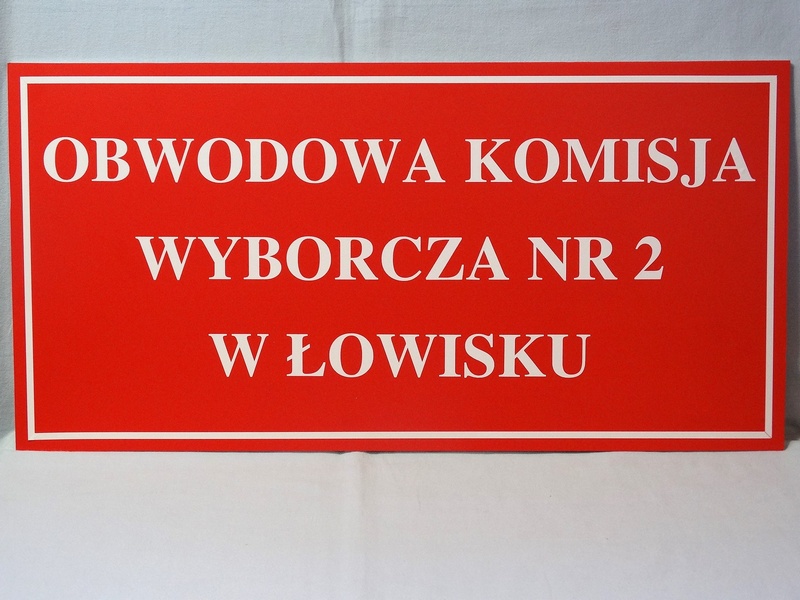 OBWODOWA KOMISJA
WYBORCZA NR 2
W ŁOWISKU